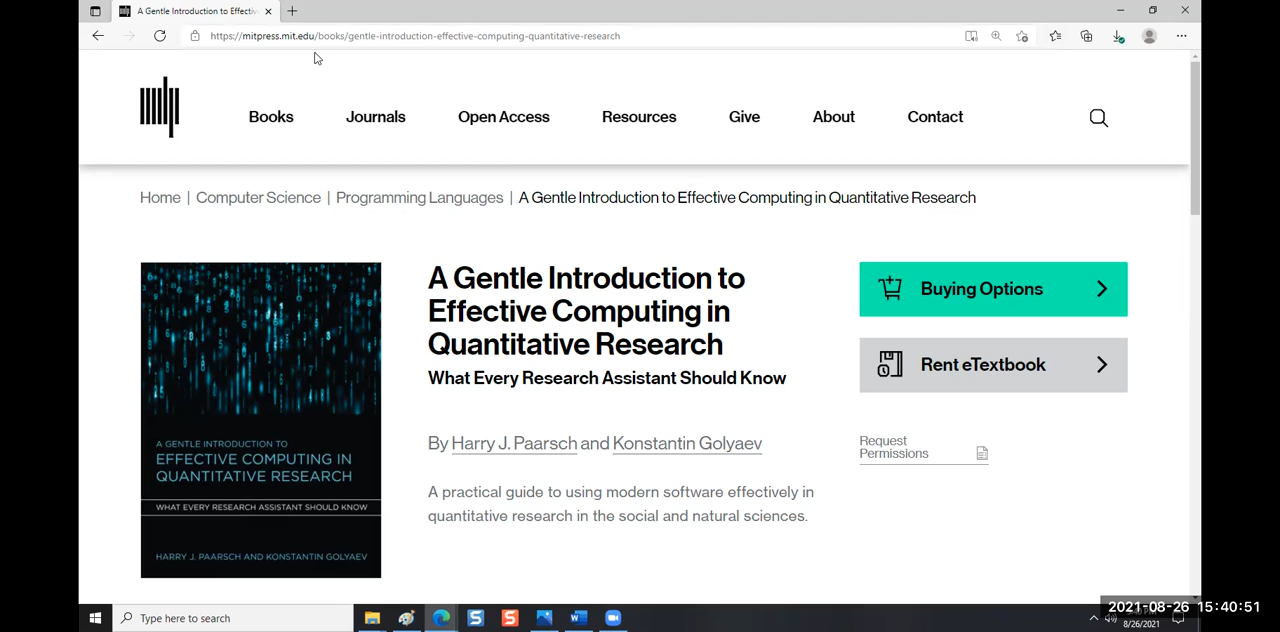 A Gentle Introduction to Effectiv
https://mitpress.mit.edu/books/gentle-introduction-effective-computing-quantitative-research
Books Journals Open Access Resources Give About Contact
Home | Computer Science | Programming Languages | A Gentle Introduction to Effective Computing in Quantitative Research
A Gentle Introduction to
Effective Computing in
Quantitative Research
What Every Research Assistant Should Know
By Harry J. Paarsch and Konstantin Golyaev
A practical guide to using modern software effectively in
quantitative research in the social and natural sciences.
Buying Options
Rent eTextbook
Request
Permissions
A GENTLE INTRODUCTION TO
EFFECTIVE COMPUTING IN
QUANTITATIVE RESEARCH
WHAT EVERY RESEARCH ASSISTANT SHOULD KNOW
HARRY J. PAARSCH AND KONSTANTIN GOLYAEV
Type here to search
2021-08-26 15:40:51
8/26/2021